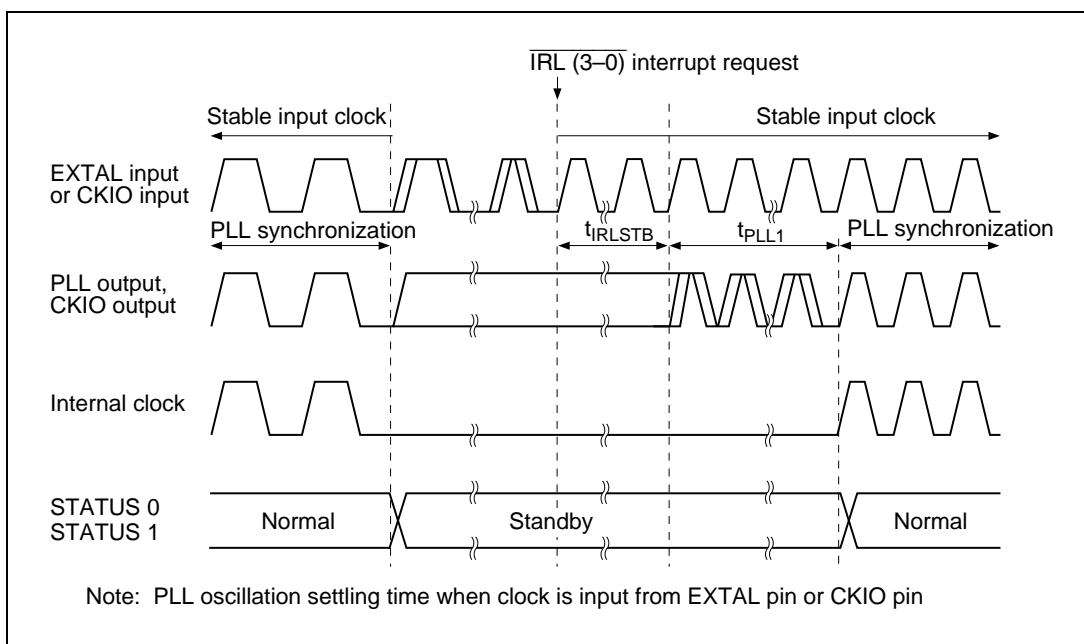 IRL (3–0) interrupt request
Stable input clock
Stable input clock
EXTAL input
or CKIO input
PLL synchronization
tIRLSTB
tPLL1
PLL synchronization
PLL output,
CKIO output
Internal clock
STATUS 0
STATUS 1
Normal
Standby
Normal
Note: PLL oscillation settling time when clock is input from EXTAL pin or CKIO pin